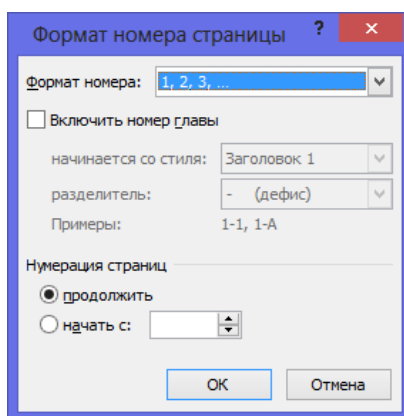 Формат номера страницы ? ×
Формат номера: 1, 2, 3, ...
Включить номер главы
начинается со стиля: Заголовок 1
разделитель: - (дефис)
Примеры: 1-1, 1-A
Нумерация страниц
продолжить
начать с:
ОК Отмена